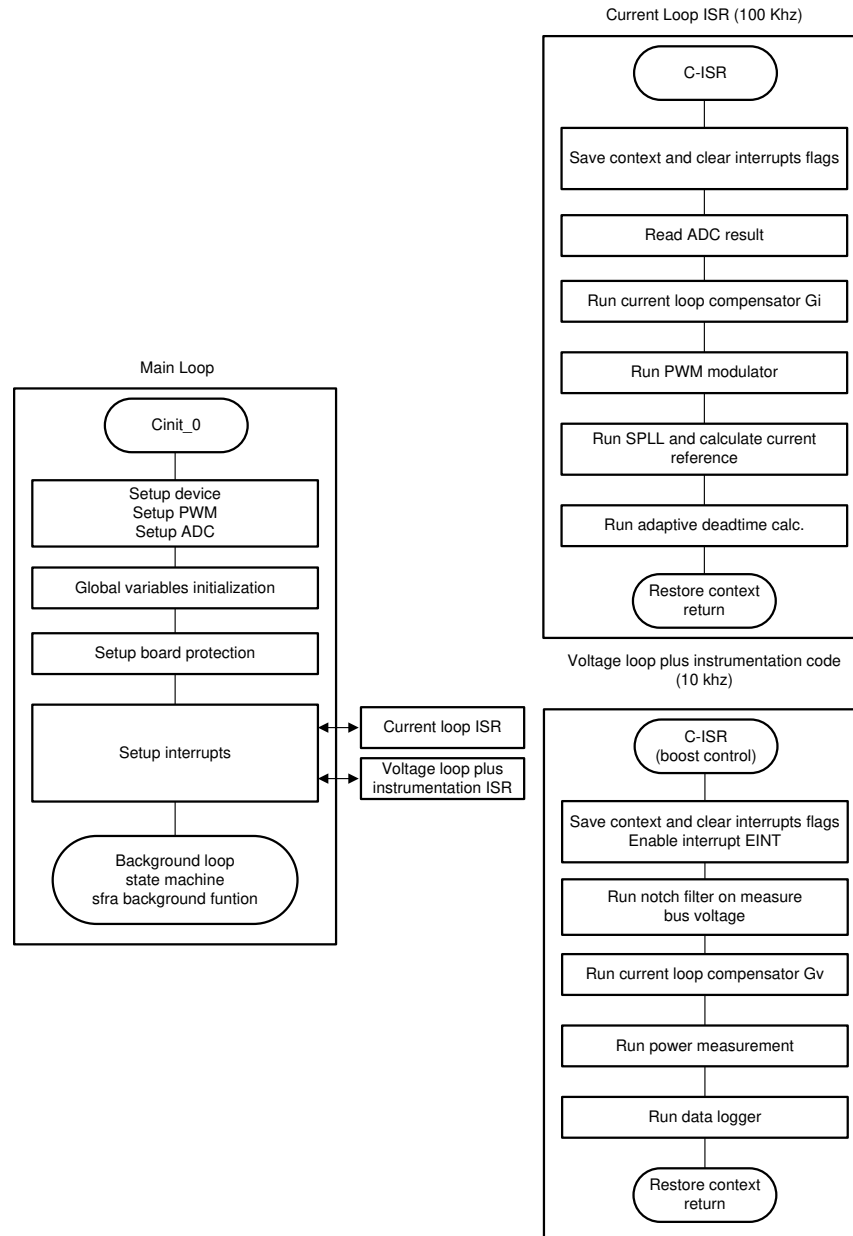 Main Loop
Cinit_0
Setup device
Setup PWM
Setup ADC
Global variables initialization
Setup board protection
Setup interrupts
Background loop
state machine
sfra background funtion
Current loop ISR
Voltage loop plus
instrumentation ISR
Current Loop ISR (100 Khz)
C-ISR
Save context and clear interrupts flags
Read ADC result
Run current loop compensator Gi
Run PWM modulator
Run SPLL and calculate current
reference
Run adaptive deadtime calc.
Restore context
return
Voltage loop plus instrumentation code
(10 khz)
C-ISR
(boost control)
Save context and clear interrupts flags
Enable interrupt EINT
Run notch filter on measure
bus voltage
Run current loop compensator Gv
Run power measurement
Run data logger
Restore context
return